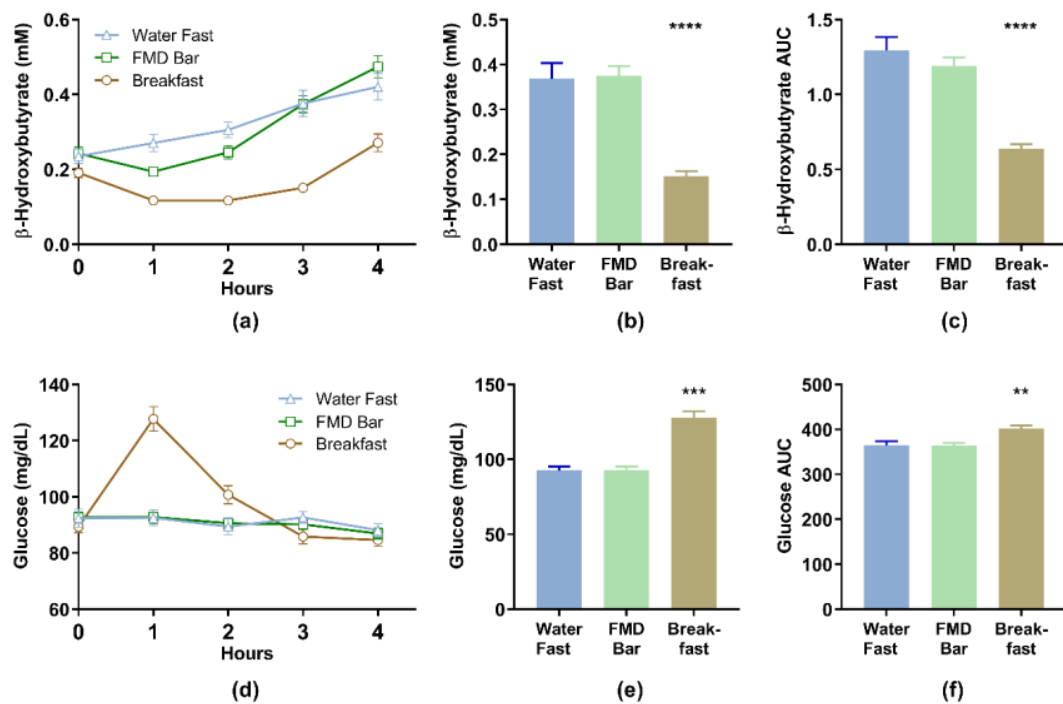 β-Hydroxybutyrate (mM)
0.6
0.4
0.2
0.0
Water Fast
FMD Bar
Breakfast
0 1 2 3 4
Hours
(a)
β-Hydroxybutyrate (mM)
0.6
0.5
0.3
0.2
0.0
****
Water Fast
FMD Bar
Break-fast
(b)
β-Hydroxybutyrate AUC
1.5
1.0
0.5
0.0
****
Water Fast
FMD Bar
Break-fast
(c)
Glucose (mg/dL)
140
120
100
80
60
Water Fast
FMD Bar
Breakfast
0 1 2 3 4
Hours
(d)
Glucose (mg/dL)
150
100
50
0
***
Water Fast
FMD Bar
Break-fast
(e)
Glucose AUC
500
400
300
200
100
0
**
Water Fast
FMD Bar
Break-fast
(f)